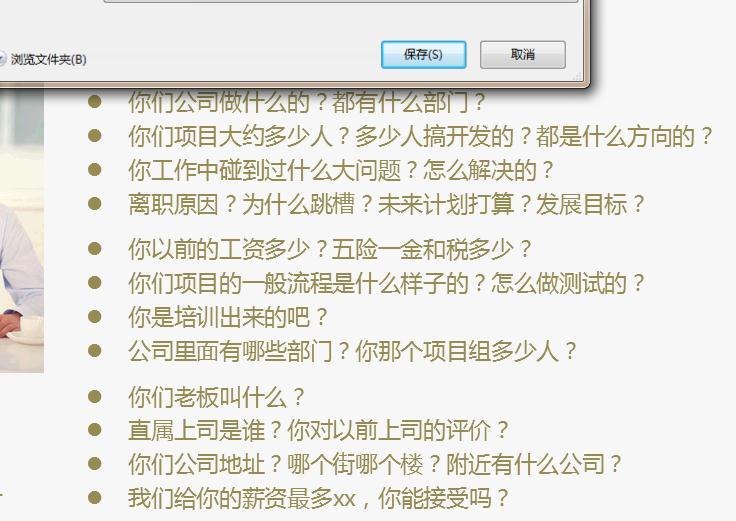 浏览文件夹(B)
保存(S)
取消
你们公司做什么的？都有什么部门？
你们项目大约多少人？多少人搞开发的？都是什么方向的？
你工作中碰到过什么大问题？怎么解决的？
离职原因？为什么跳槽？未来计划打算？发展目标？
你以前的工资多少？五险一金和税多少？
你们项目的一般流程是什么样子的？怎么做测试的？
你是培训出来的吧？
公司里面有哪些部门？你那个项目组多少人？
你们老板叫什么？
直属上司是谁？你对以前上司的评价？
你们公司地址？哪个街哪个楼？附近有什么公司？
我们给你的薪资最多xx，你能接受吗？